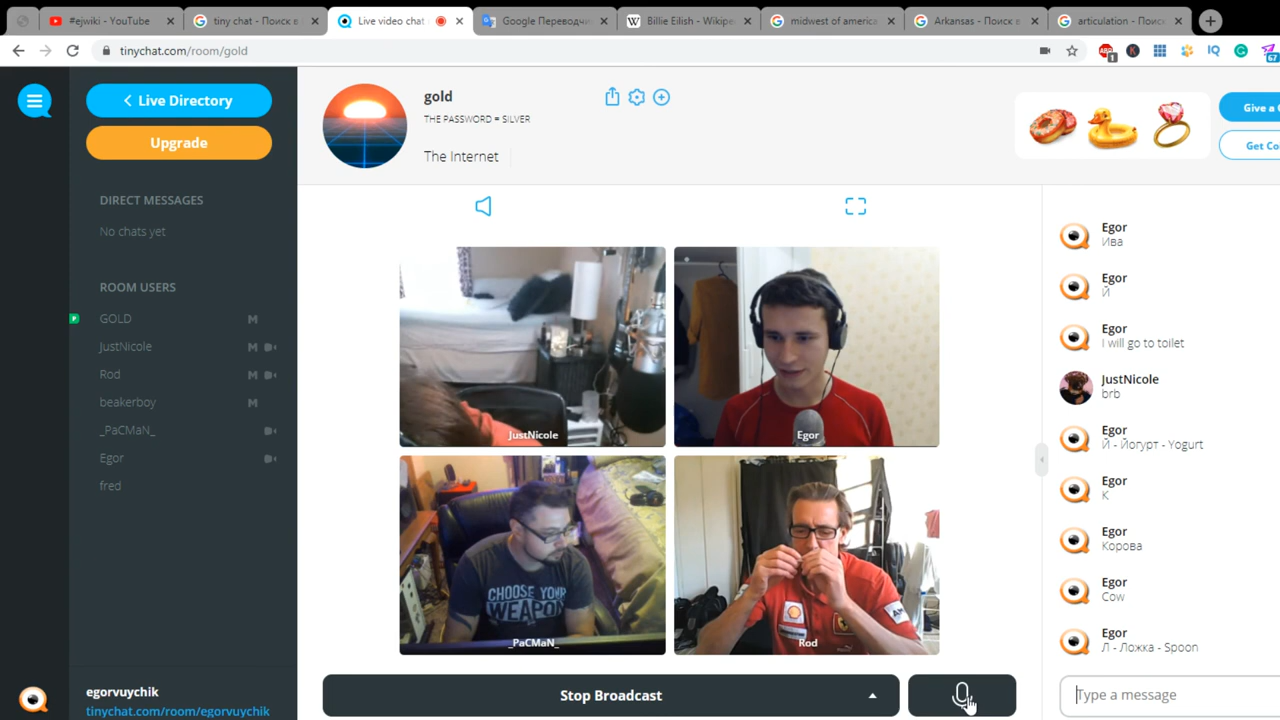 #ejwiki - YouTube
tiny chat - Поиск в
Live video chat
Google Переводчи
Billie Eilish - Wikipe
midwest of america
Arkansas - Поиск в
articulation - Поиск
tinychat.com/room/gold
ABP
1
K
IQ
G
67
Live Directory
Upgrade
DIRECT MESSAGES
No chats yet
ROOM USERS
P GOLD M
JustNicole M
Rod M
beakerboy M
_PaCMaN_
Egor
fred
egorvuychik
tinychat.com/room/egorvuychik
gold
THE PASSWORD = SILVER
The Internet
Give a
Get Co
JustNicole
Egor
CHOOSE YOUR
WEAPON
_PaCMaN_
Rod
Stop Broadcast
Egor
Ива
Egor
Й
Egor
I will go to toilet
JustNicole
brb
Egor
Й - Йогурт - Yogurt
Egor
К
Egor
Корова
Egor
Cow
Egor
Л - Ложка - Spoon
Type a message